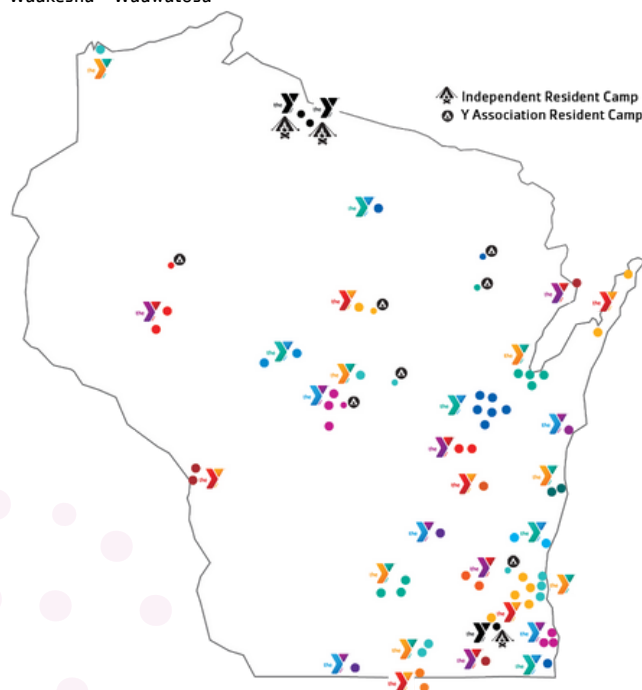 Waukesha Wauwatosa
Independent Resident Camp
Y Association Resident Camp